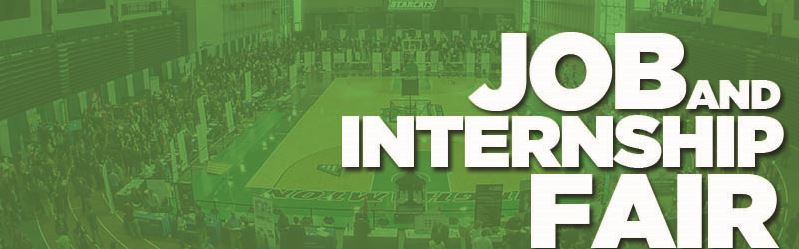 BEARCATS
JOB AND
INTERNSHIP
FAIR